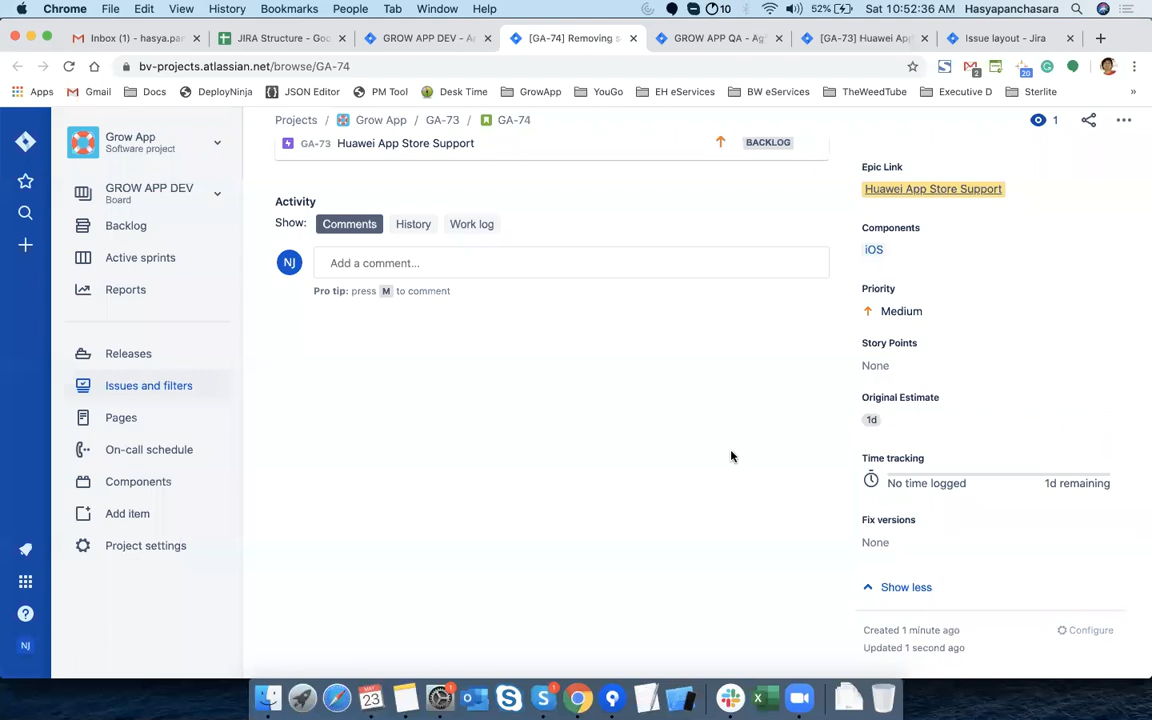 Chrome File Edit View History Bookmarks People Tab Window Help 10 52% Sat 10:52:36 AM Hasyapanchasara
Inbox (1) - hasya.pan JIRA Structure - Goo GROW APP DEV - A [GA-74] Removing s GROW APP QA - Ag [GA-73] Huawei App Issue layout - Jira
bv-projects.atlassian.net/browse/GA-74 2 20
Apps Gmail Docs DeployNinja JSON Editor PM Tool Desk Time GrowApp YouGo EH eServices BW eServices TheWeedTube Executive D Sterlite »
Grow App
Software project
GROW APP DEV
Board
Backlog
Active sprints
Reports
Releases
Issues and filters
Pages
On-call schedule
Components
Add item
Project settings
NJ
Projects / Grow App / GA-73 / GA-74 1
GA-73 Huawei App Store Support BACKLOG
Activity
Show: Comments History Work log
NJ Add a comment...
Pro tip: press M to comment
Epic Link
Huawei App Store Support
Components
iOS
Priority
Medium
Story Points
None
Original Estimate
1d
Time tracking
No time logged 1d remaining
Fix versions
None
Show less
Created 1 minute ago Configure
Updated 1 second ago
MAY
23 1 1